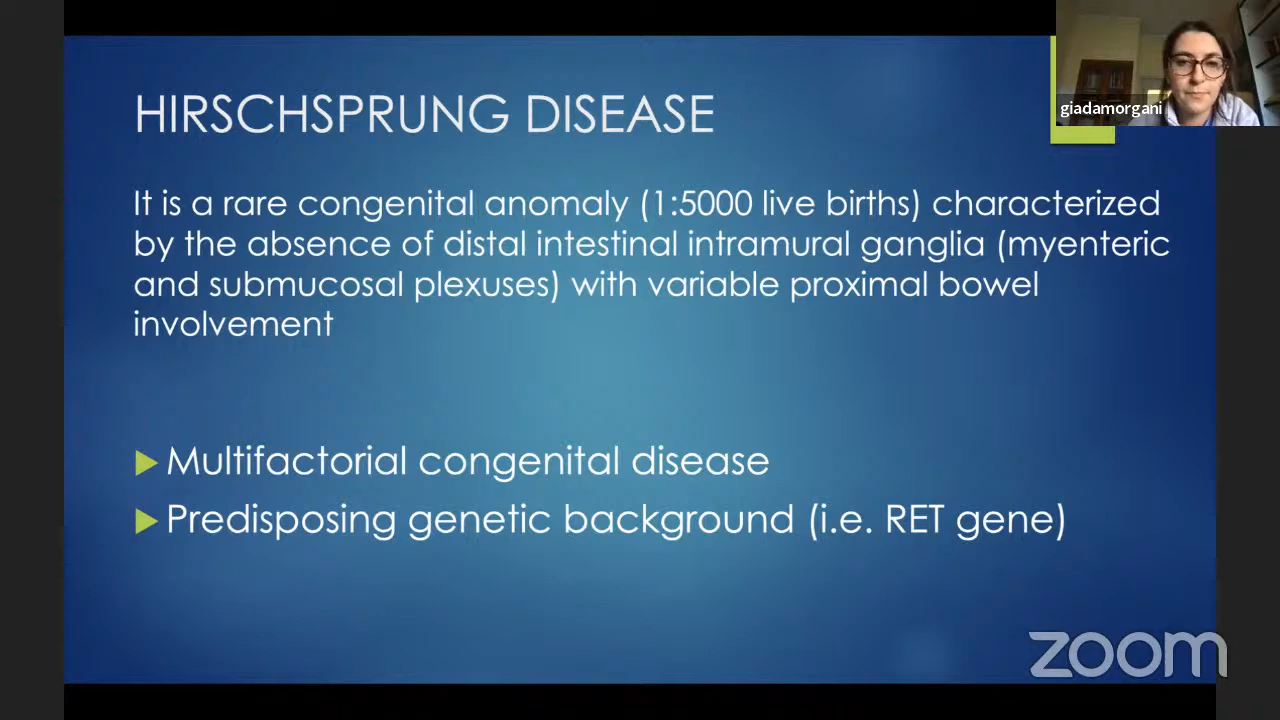 HIRSCHSPRUNG DISEASE
giadamorgani
It is a rare congenital anomaly (1:5000 live births) characterized
by the absence of distal intestinal intramural ganglia (myenteric
and submucosal plexuses) with variable proximal bowel
involvement
Multifactorial congenital disease
Predisposing genetic background (i.e. RET gene)
zoom